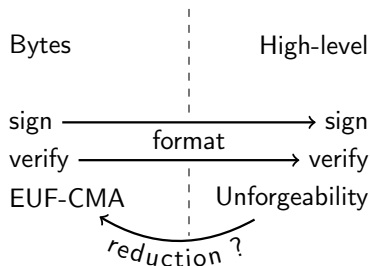 Bytes High-level
sign sign
format
verify verify
EUF-CMA Unforgeability
reduction ?